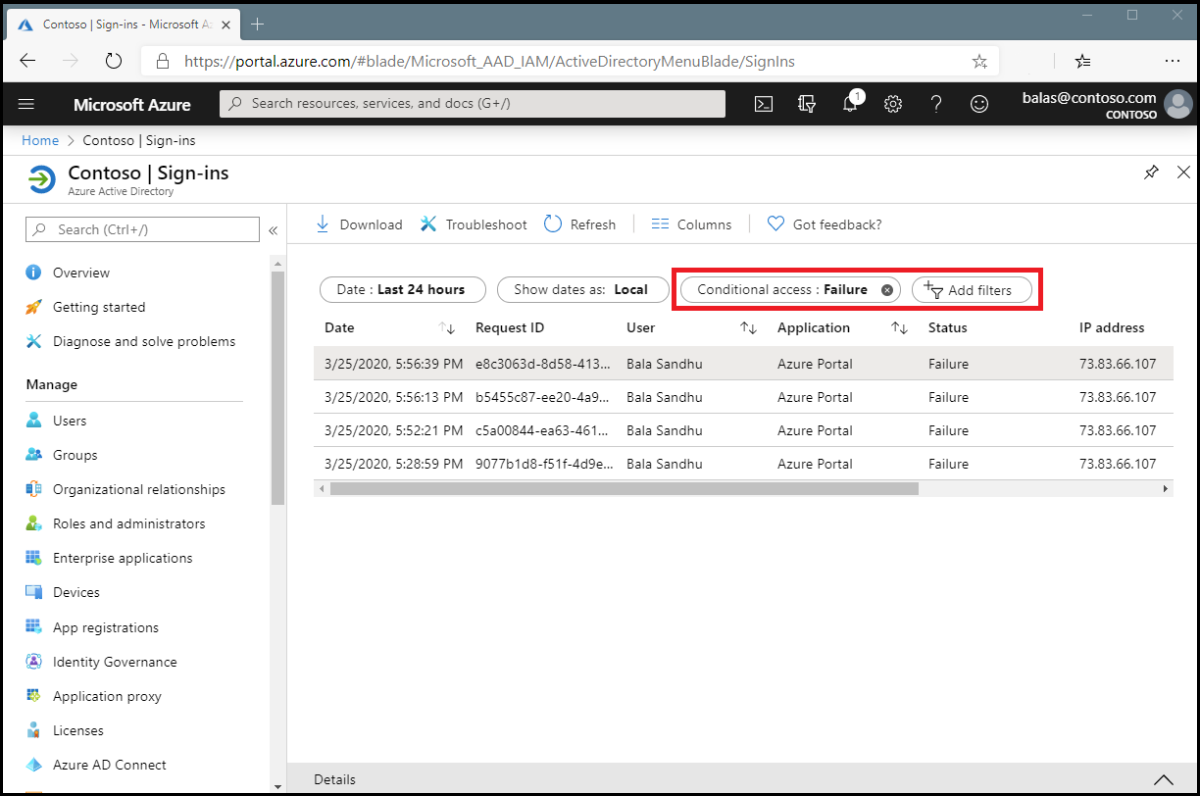 Contoso | Sign-ins - Microsoft A
https://portal.azure.com/#blade/Microsoft_AAD_IAM/ActiveDirectoryMenuBlade/SignIns
Microsoft Azure
Search resources, services, and docs (G+/)
1
balas@contoso.com
CONTOSO
Home > Contoso | Sign-ins
Contoso | Sign-ins
Azure Active Directory
Search (Ctrl+/)
«
Overview
Getting started
Diagnose and solve problems
Manage
Users
Groups
Organizational relationships
Roles and administrators
Enterprise applications
Devices
App registrations
Identity Governance
Application proxy
Licenses
Azure AD Connect
Download Troubleshoot Refresh Columns Got feedback?
Date : Last 24 hours Show dates as: Local Conditional access : Failure Add filters
Date Request ID User Application Status IP address
3/25/2020, 5:56:39 PM e8c3063d-8d58-413... Bala Sandhu Azure Portal Failure 73.83.66.107
3/25/2020, 5:56:13 PM b5455c87-ee20-4a9... Bala Sandhu Azure Portal Failure 73.83.66.107
3/25/2020, 5:52:21 PM c5a00844-ea63-461... Bala Sandhu Azure Portal Failure 73.83.66.107
3/25/2020, 5:28:59 PM 9077b1d8-f51f-4d9e... Bala Sandhu Azure Portal Failure 73.83.66.107
Details